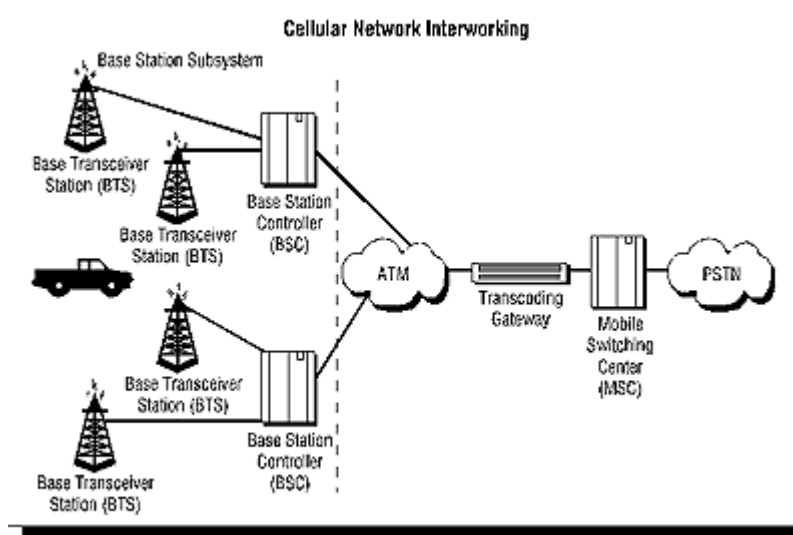 Cellular Network Interworking
Base Station Subsystem
Base Transceiver
Station (BTS)
Base Transceiver
Station (BTS)
Base Station
Controller
(BSC)
ATM
Transcoding
Gateway
Mobile
Switching
Center
(MSC)
PSTN
Base Transceiver
Station (BTS)
Base Transceiver
Station (BTS)
Base Station
Controller
(BSC)